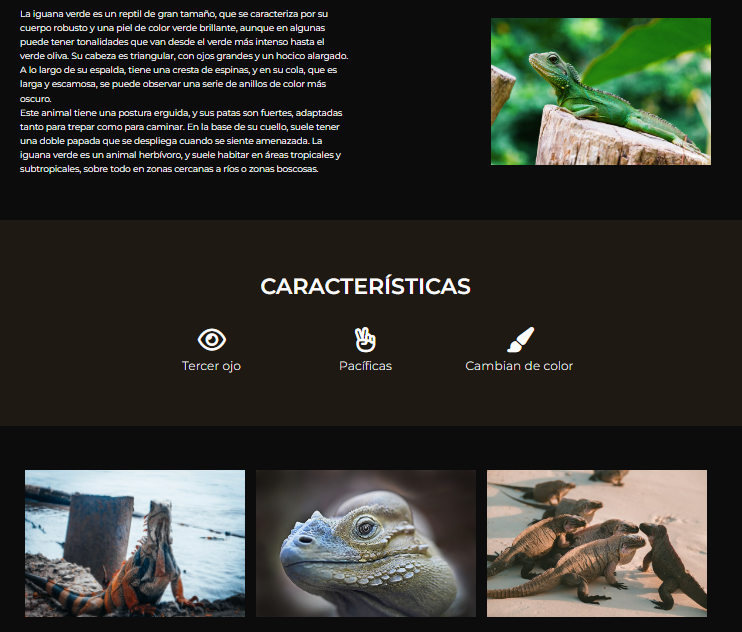 La iguana verde es un reptil de gran tamaño, que se caracteriza por su
cuerpo robusto y una piel de color verde brillante, aunque en algunas
puede tener tonalidades que van desde el verde más intenso hasta el
verde oliva. Su cabeza es triangular, con ojos grandes y un hocico alargado.
A lo largo de su espalda, tiene una cresta de espinas, y en su cola, que es
larga y escamosa, se puede observar una serie de anillos de color más
oscuro.
Este animal tiene una postura erguida, y sus patas son fuertes, adaptadas
tanto para trepar como para caminar. En la base de su cuello, suele tener
una doble papada que se despliega cuando se siente amenazada. La
iguana verde es un animal herbívoro, y suele habitar en áreas tropicales y
subtropicales, sobre todo en zonas cercanas a ríos o zonas boscosas.
CARACTERÍSTICAS
Tercer ojo
Pacíficas
Cambian de color